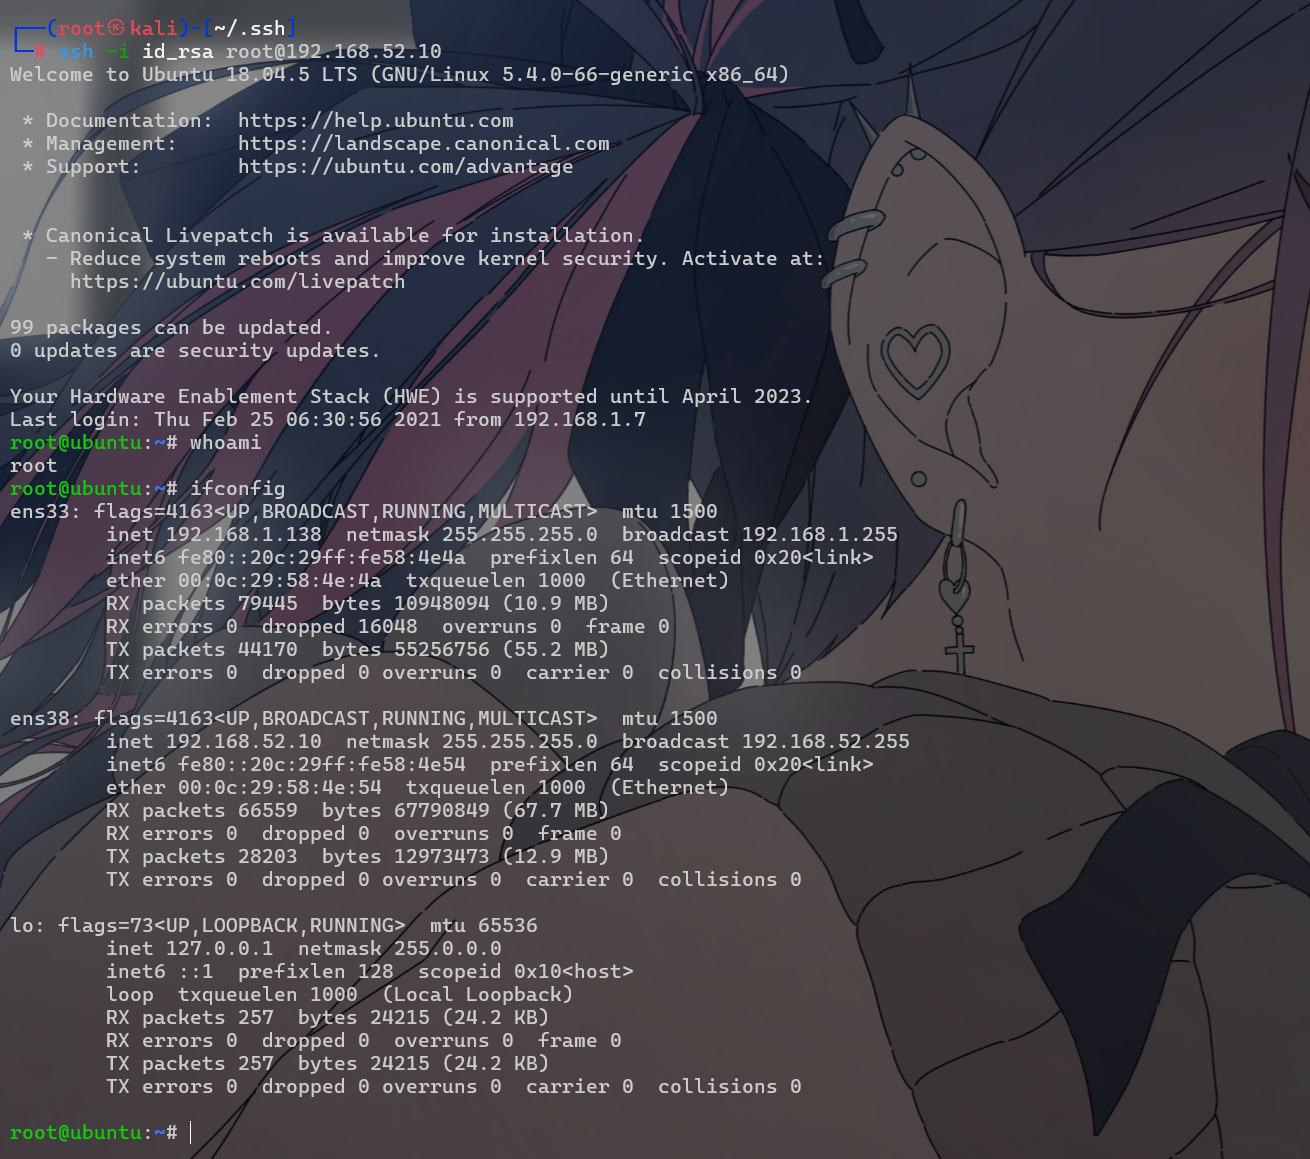 ┌──(root㉿kali)-[~/.ssh]
└─# ssh -i id_rsa root@192.168.52.10
Welcome to Ubuntu 18.04.5 LTS (GNU/Linux 5.4.0-66-generic x86_64)
* Documentation:  https://help.ubuntu.com
* Management:     https://landscape.canonical.com
* Support:        https://ubuntu.com/advantage
* Canonical Livepatch is available for installation.
- Reduce system reboots and improve kernel security. Activate at:
https://ubuntu.com/livepatch
99 packages can be updated.
0 updates are security updates.
Your Hardware Enablement Stack (HWE) is supported until April 2023.
Last login: Thu Feb 25 06:30:56 2021 from 192.168.1.7
root@ubuntu:~# whoami
root
root@ubuntu:~# ifconfig
ens33: flags=4163<UP,BROADCAST,RUNNING,MULTICAST>  mtu 1500
inet 192.168.1.138  netmask 255.255.255.0  broadcast 192.168.1.255
inet6 fe80::20c:29ff:fe58:4e4a  prefixlen 64  scopeid 0x20<link>
ether 00:0c:29:58:4e:4a  txqueuelen 1000  (Ethernet)
RX packets 79445  bytes 10948094 (10.9 MB)
RX errors 0  dropped 16048  overruns 0  frame 0
TX packets 44170  bytes 55256756 (55.2 MB)
TX errors 0  dropped 0 overruns 0  carrier 0  collisions 0
ens38: flags=4163<UP,BROADCAST,RUNNING,MULTICAST>  mtu 1500
inet 192.168.52.10  netmask 255.255.255.0  broadcast 192.168.52.255
inet6 fe80::20c:29ff:fe58:4e54  prefixlen 64  scopeid 0x20<link>
ether 00:0c:29:58:4e:54  txqueuelen 1000  (Ethernet)
RX packets 66559  bytes 67790849 (67.7 MB)
RX errors 0  dropped 0  overruns 0  frame 0
TX packets 28203  bytes 12973473 (12.9 MB)
TX errors 0  dropped 0 overruns 0  carrier 0  collisions 0
lo: flags=73<UP,LOOPBACK,RUNNING>  mtu 65536
inet 127.0.0.1  netmask 255.0.0.0
inet6 ::1  prefixlen 128  scopeid 0x10<host>
loop  txqueuelen 1000  (Local Loopback)
RX packets 257  bytes 24215 (24.2 KB)
RX errors 0  dropped 0  overruns 0  frame 0
TX packets 257  bytes 24215 (24.2 KB)
TX errors 0  dropped 0 overruns 0  carrier 0  collisions 0
root@ubuntu:~#